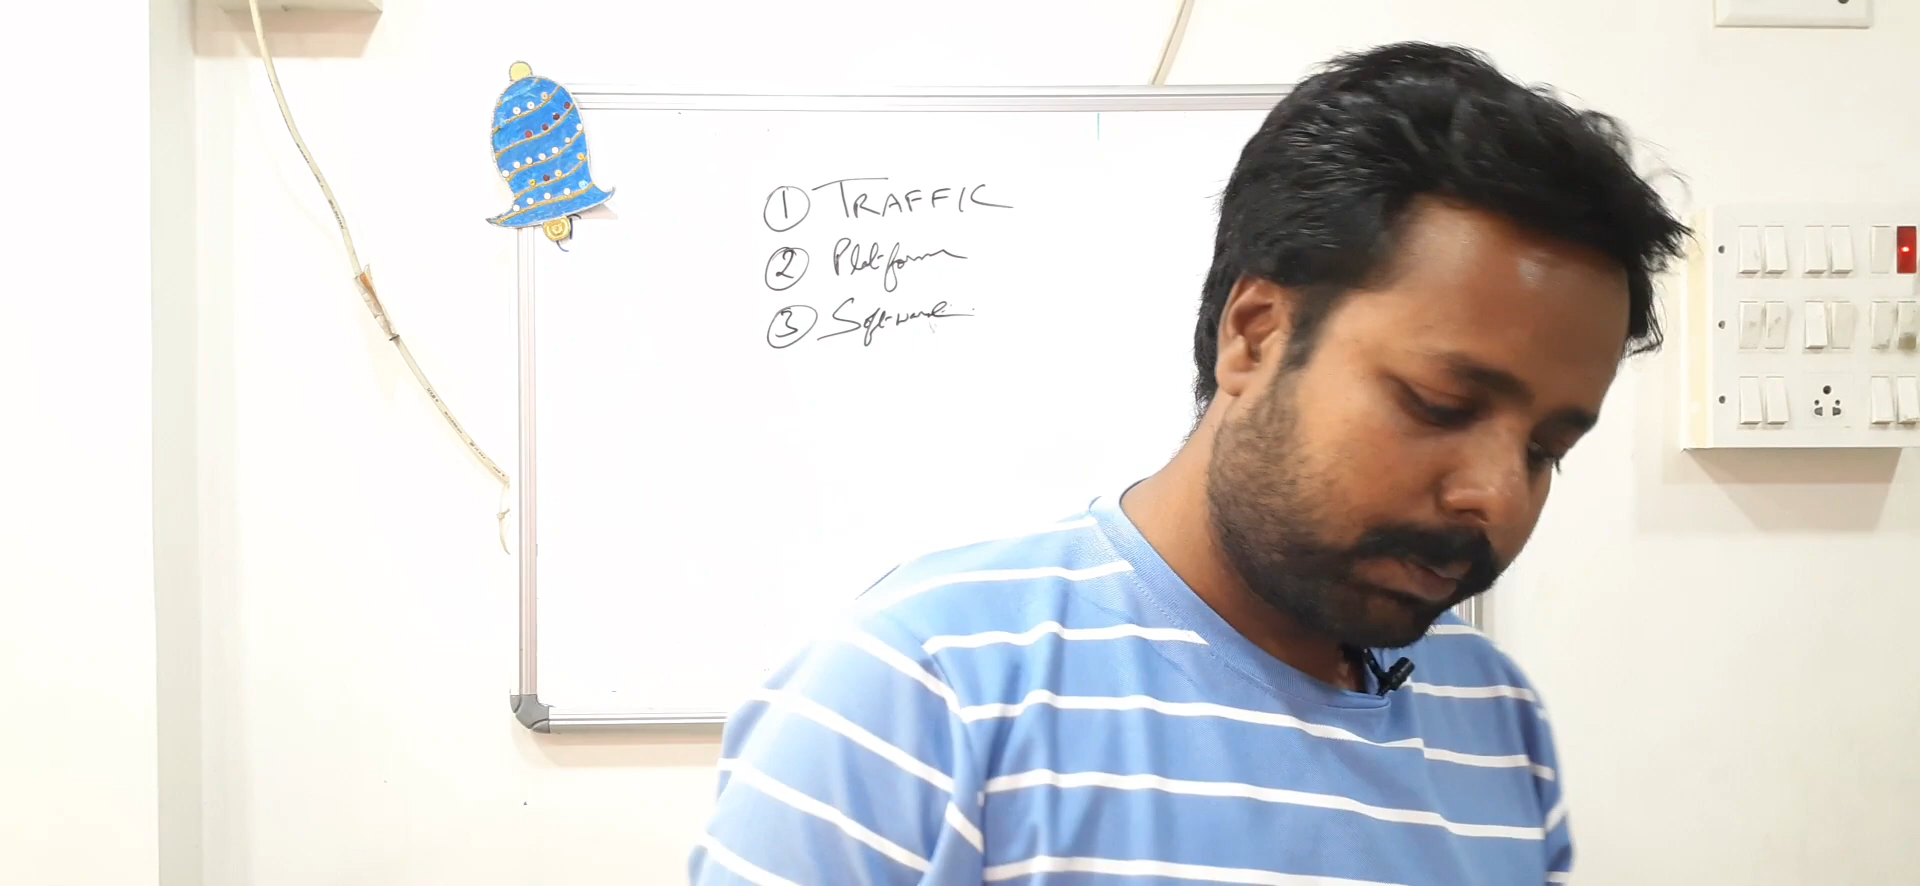 ① TRAFFIC
② Platform
③ Software